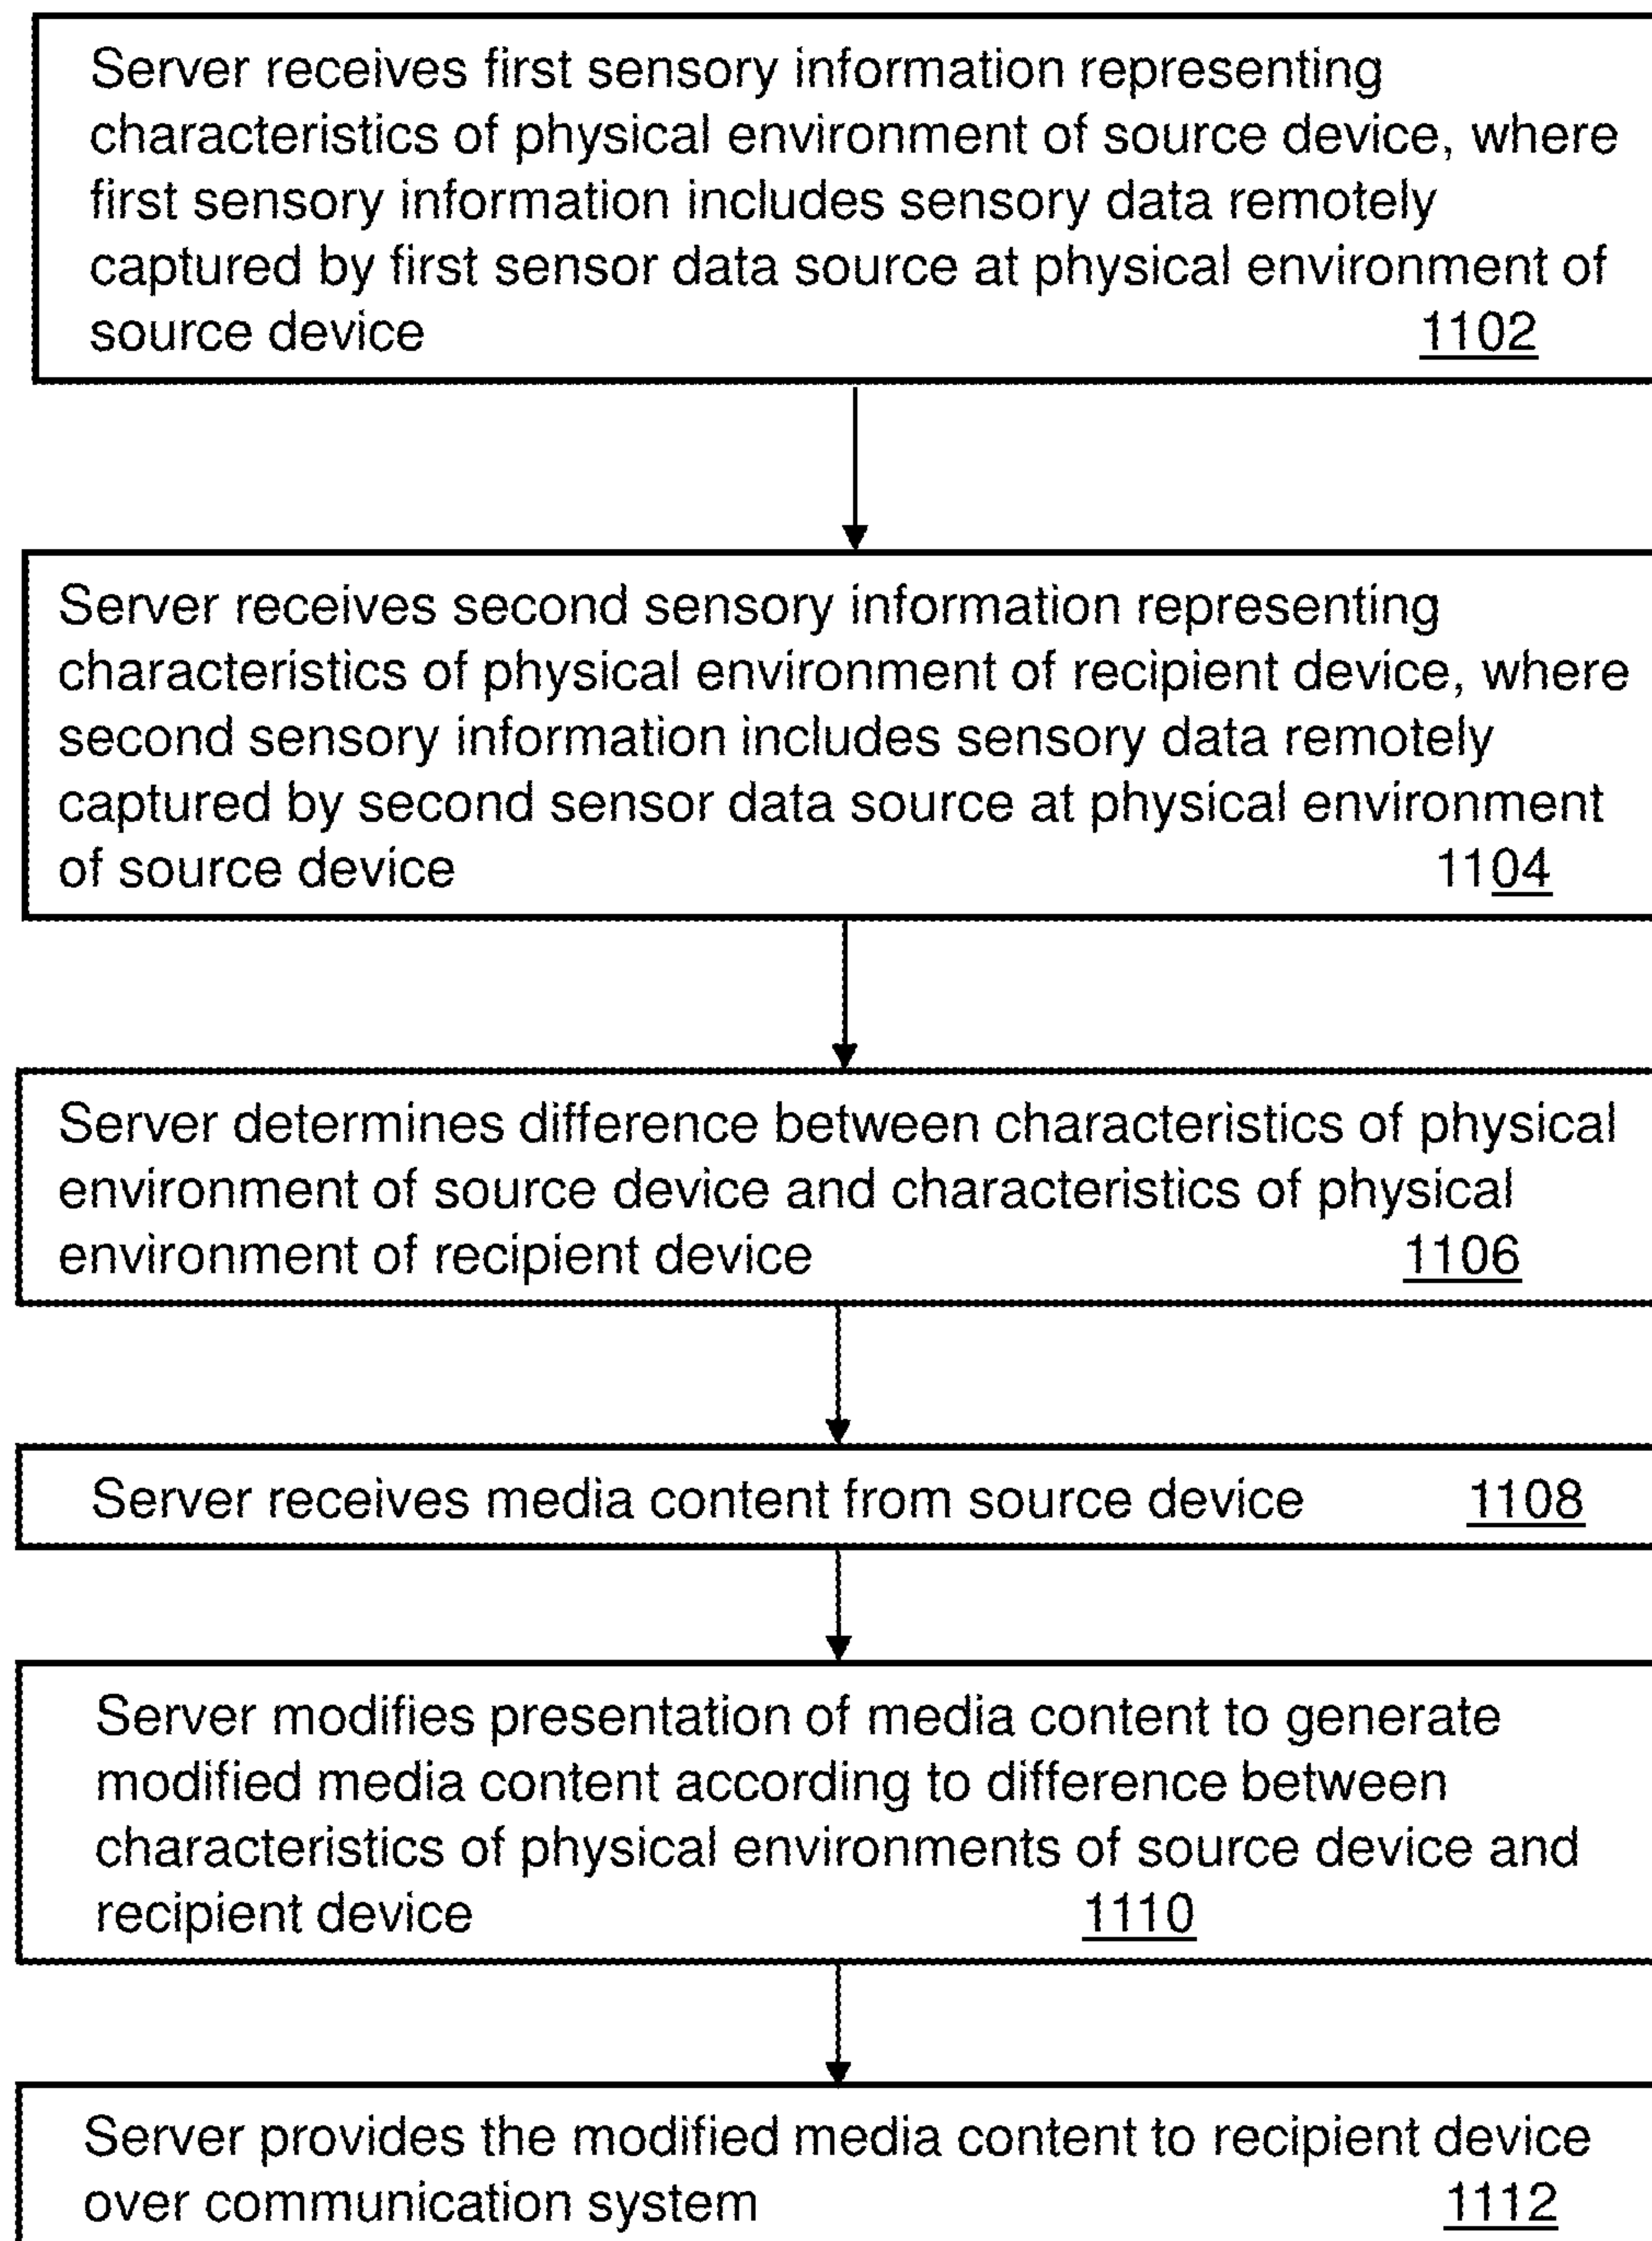 Server receives first sensory information representing
characteristics of physical environment of source device, where
first sensory information includes sensory data remotely
captured by first sensor data source at physical environment of
source device 1102
Server receives second sensory information representing
characteristics of physical environment of recipient device, where
second sensory information includes sensory data remotely
captured by second sensor data source at physical environment
of source device 1104
Server determines difference between characteristics of physical
environment of source device and characteristics of physical
environment of recipient device 1106
Server receives media content from source device 1108
Server modifies presentation of media content to generate
modified media content according to difference between
characteristics of physical environments of source device and
recipient device 1110
Server provides the modified media content to recipient device
over communication system 1112